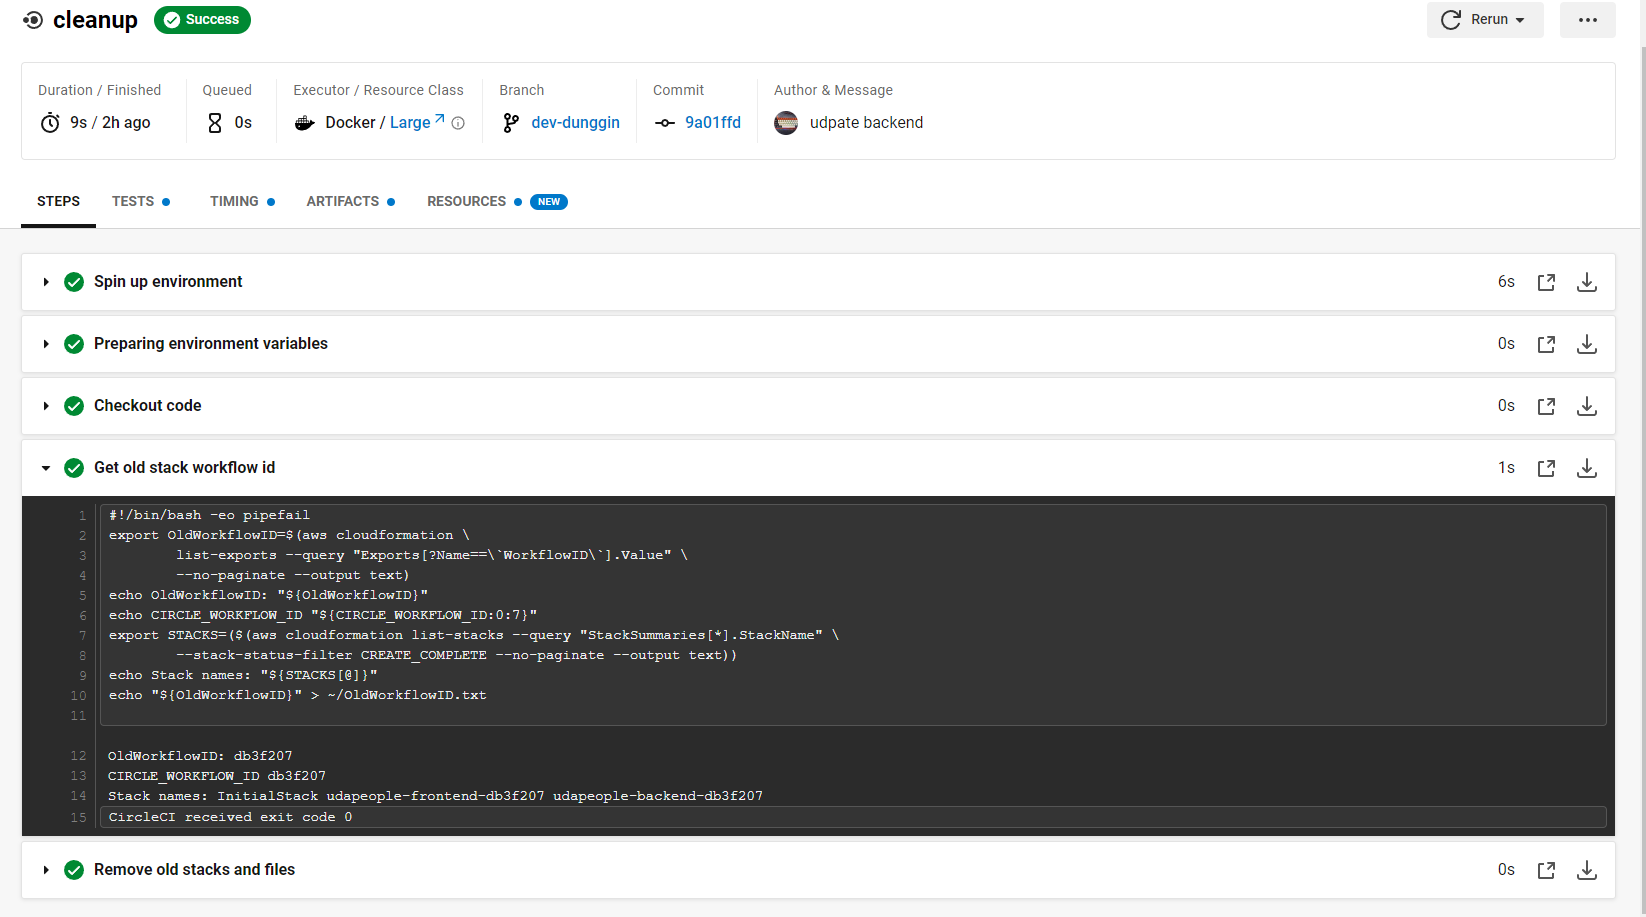 cleanup Success Rerun
Duration / Finished Queued Executor / Resource Class Branch Commit Author & Message
9s / 2h ago 0s Docker / Large dev-dunggin 9a01ffd udpate backend
STEPS TESTS TIMING ARTIFACTS RESOURCES NEW
Spin up environment 6s
Preparing environment variables 0s
Checkout code 0s
Get old stack workflow id 1s
1 #!/bin/bash -eo pipefail
2 export OldWorkflowID=$(aws cloudformation \
3 list-exports --query "Exports[?Name==\`WorkflowID\`].Value" \
4 --no-paginate --output text)
5 echo OldWorkflowID: "${OldWorkflowID}"
6 echo CIRCLE_WORKFLOW_ID "${CIRCLE_WORKFLOW_ID:0:7}"
7 export STACKS=($(aws cloudformation list-stacks --query "StackSummaries[*].StackName" \
8 --stack-status-filter CREATE_COMPLETE --no-paginate --output text))
9 echo Stack names: "${STACKS[@]}"
10 echo "${OldWorkflowID}" > ~/OldWorkflowID.txt
11
12 OldWorkflowID: db3f207
13 CIRCLE_WORKFLOW_ID db3f207
14 Stack names: InitialStack udapeople-frontend-db3f207 udapeople-backend-db3f207
15 CircleCI received exit code 0
Remove old stacks and files 0s